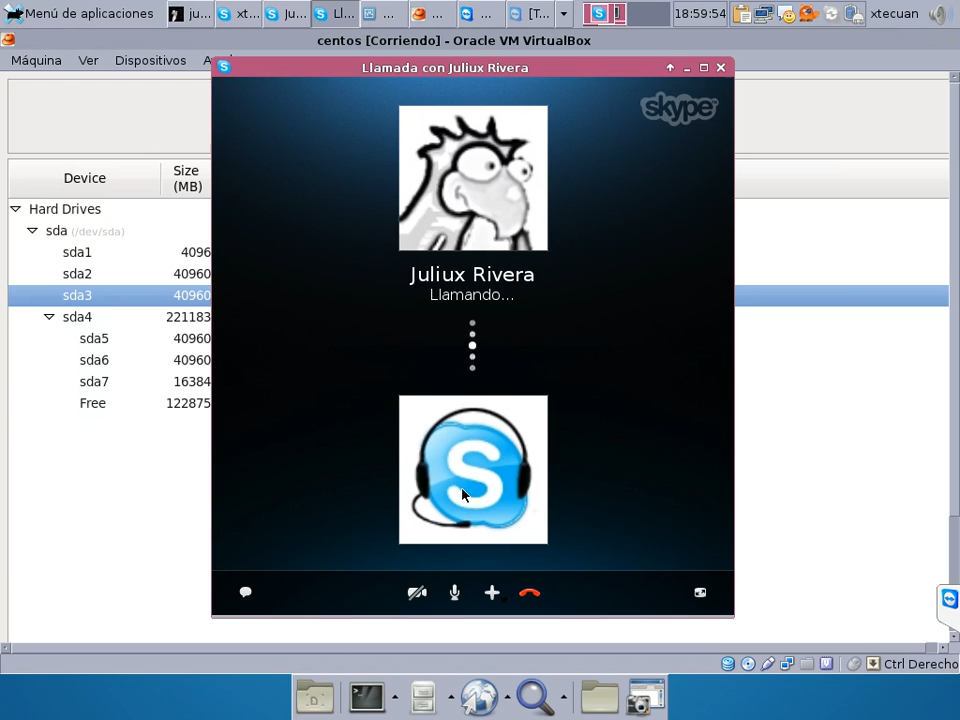 Menú de aplicaciones ju... xt... Ju... Ll... ... ... ... [T... 18:59:54 xtecuan
centos [Corriendo] - Oracle VM VirtualBox
Máquina Ver Dispositivos
Llamada con Juliux Rivera
skype
Device Size (MB)
Hard Drives
sda (/dev/sda)
sda1 4096
sda2 40960
sda3 40960
sda4 221183
sda5 40960
sda6 40960
sda7 16384
Free 122875
Juliux Rivera
Llamando...
S
Ctrl Derecho